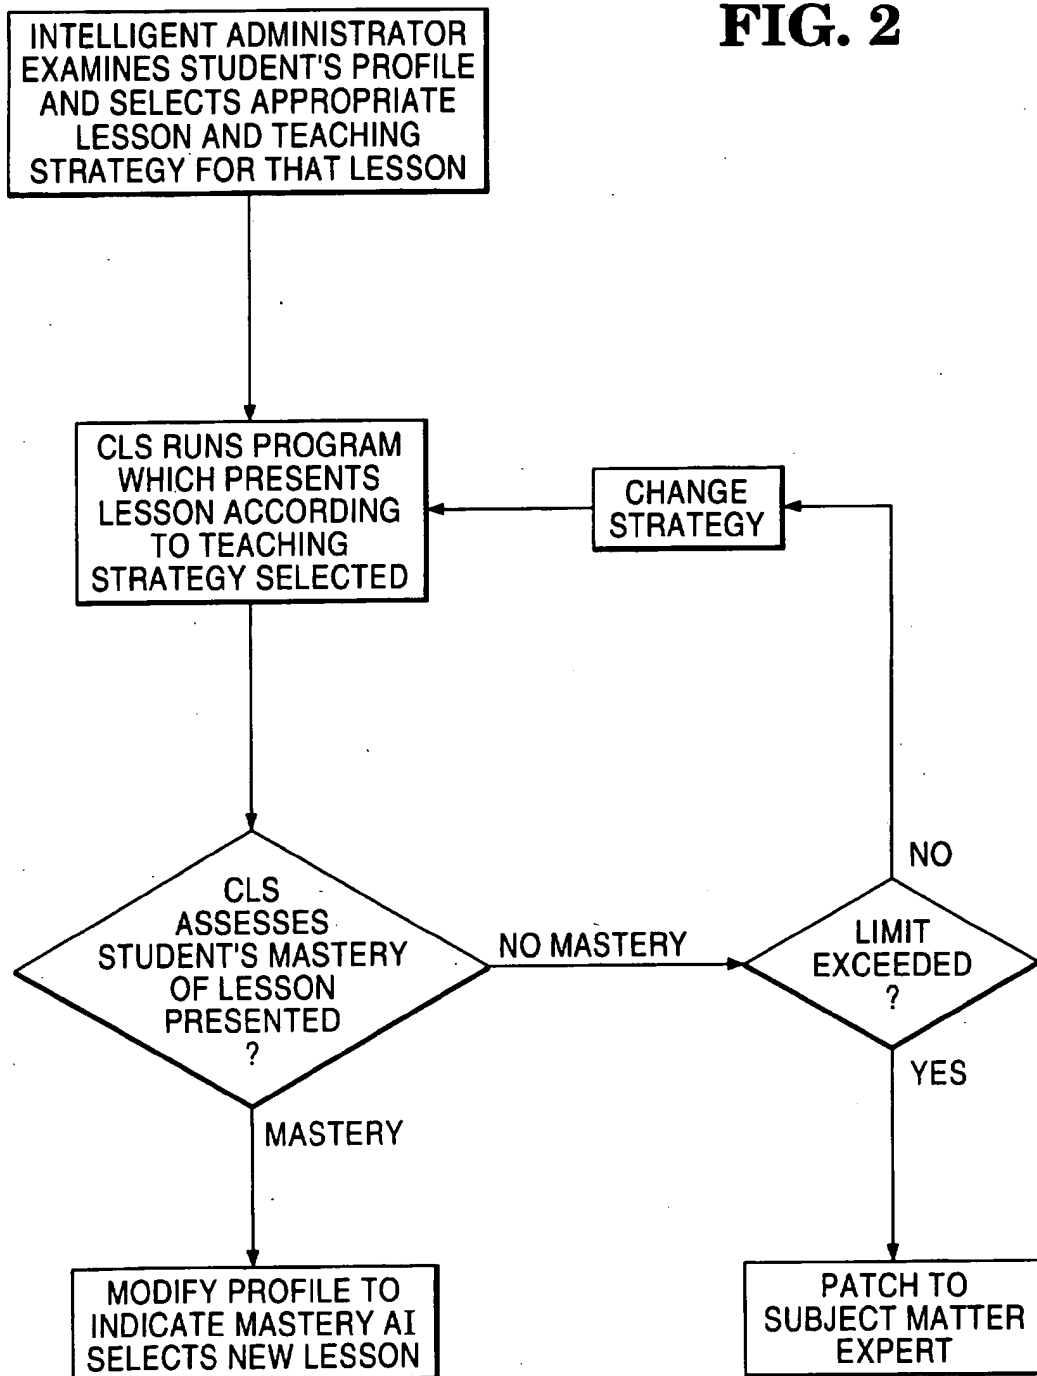 FIG. 2
INTELLIGENT ADMINISTRATOR
EXAMINES STUDENT'S PROFILE
AND SELECTS APPROPRIATE
LESSON AND TEACHING
STRATEGY FOR THAT LESSON
CLS RUNS PROGRAM
WHICH PRESENTS
LESSON ACCORDING
TO TEACHING
STRATEGY SELECTED
CHANGE
STRATEGY
CLS
ASSESSES
STUDENT'S MASTERY
OF LESSON
PRESENTED
?
NO MASTERY
LIMIT
EXCEEDED
?
NO
YES
MASTERY
MODIFY PROFILE TO
INDICATE MASTERY AI
SELECTS NEW LESSON
PATCH TO
SUBJECT MATTER
EXPERT